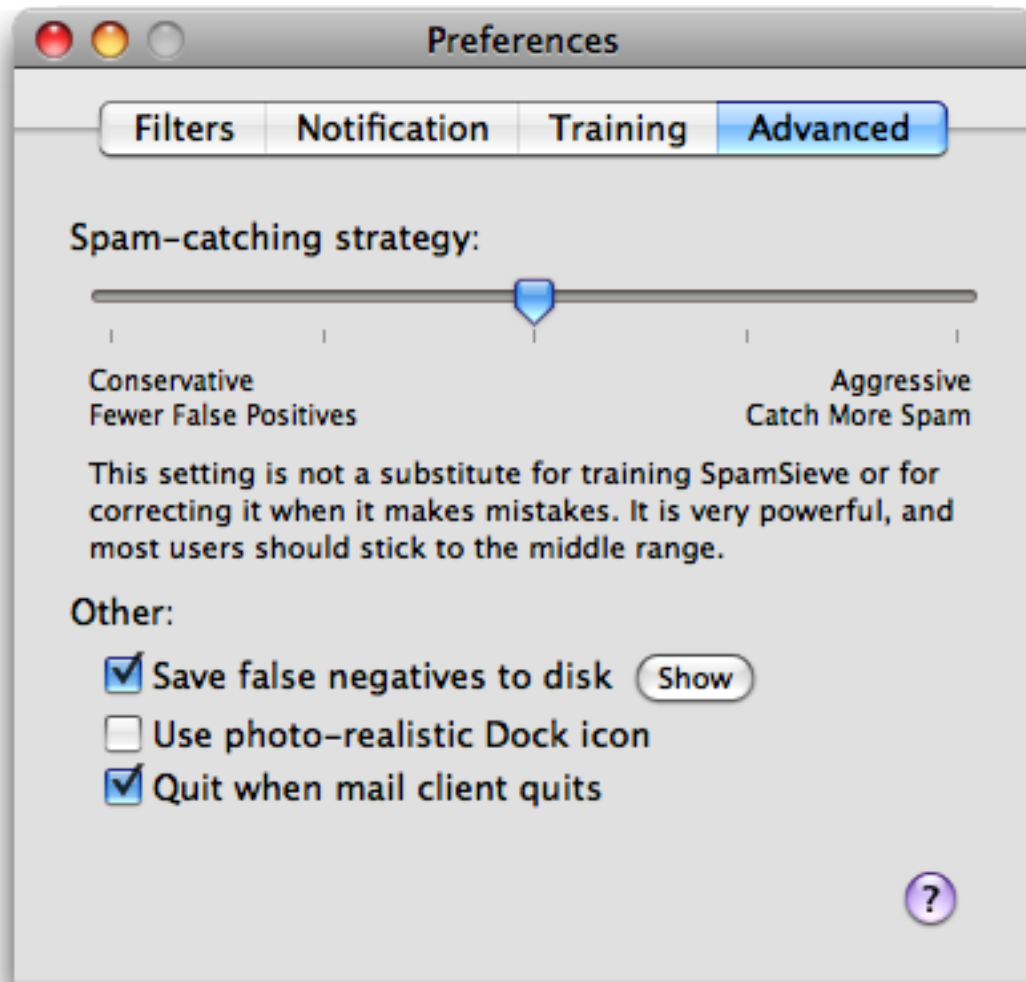 Preferences
Filters Notification Training Advanced
Spam-catching strategy:
Conservative Aggressive
Fewer False Positives Catch More Spam
This setting is not a substitute for training SpamSieve or for
correcting it when it makes mistakes. It is very powerful, and
most users should stick to the middle range.
Other:
Save false negatives to disk Show
Use photo-realistic Dock icon
Quit when mail client quits
?